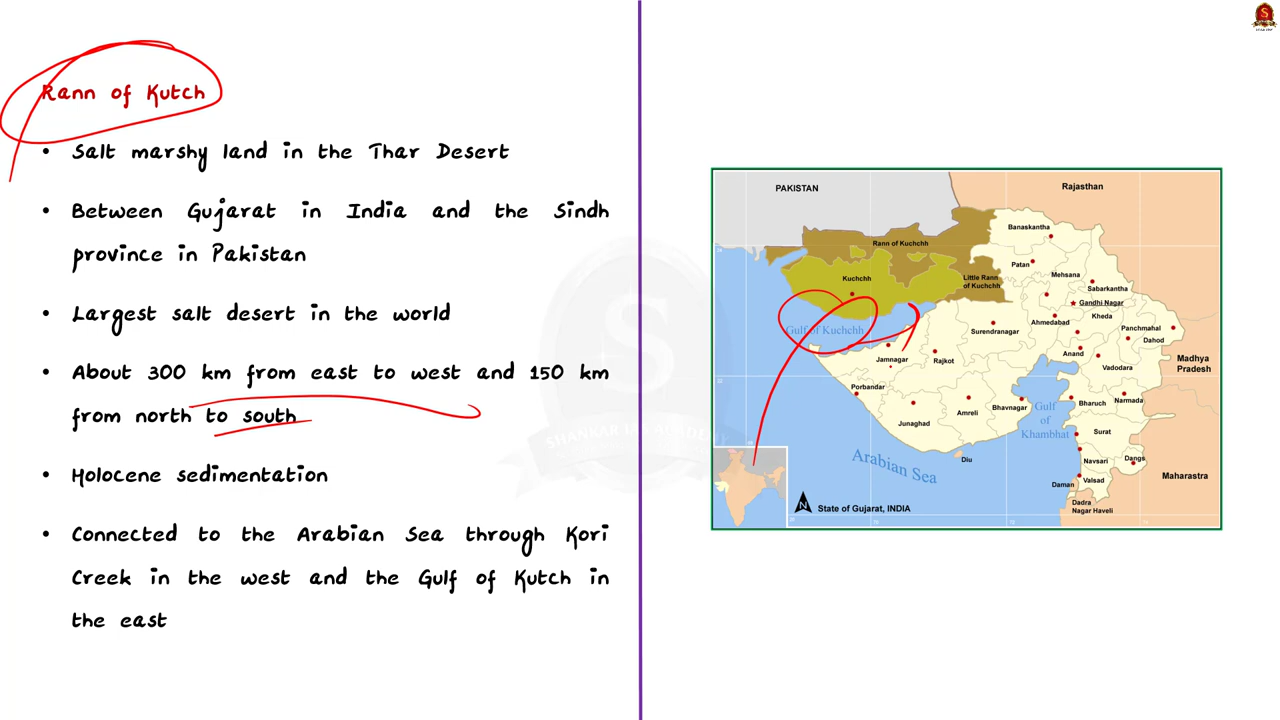 Rann of Kutch
• Salt marshy land in the Thar Desert
• Between Gujarat in India and the Sindh
province in Pakistan
• Largest salt desert in the world
• About 300 km from east to west and 150 km
from north to south
• Holocene sedimentation
• Connected to the Arabian Sea through Kori
Creek in the west and the Gulf of Kutch in
the east
SHANKAR IAS ACADEMY
PAKISTAN
Rajasthan
Banaskantha
Rann of Kuchchh
Patan
Mehsana
Kuchchh
Little Rann
of Kuchchh
Sabarkantha
Gandhi Nagar
Kheda
Ahmedabad
Gulf of Kuchchh
Surendranagar
Panchmahal
Dahod
Jamnagar
Rajkot
Anand
Vadodara
Madhya
Pradesh
Porbandar
Junaghad
Amreli
Bhavnagar
Gulf
of
Khambhat
Bharuch
Narmada
Surat
Arabian Sea
Diu
Navsari
Dangs
Maharastra
Daman
Valsad
Dadra
Nagar Haveli
N
State of Gujarat, INDIA